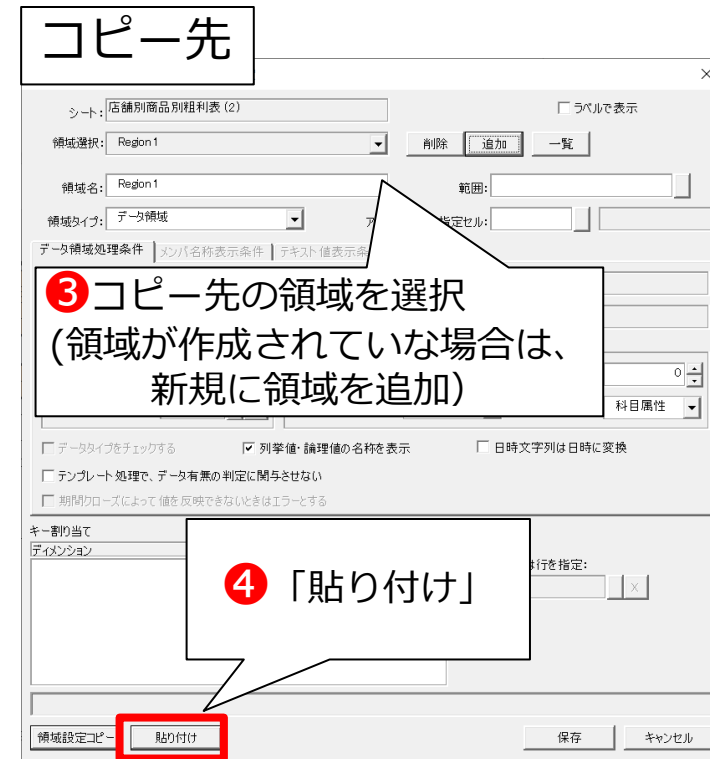 コピー先
×
シート: 店舗別商品別粗利表 (2)
ラベルで表示
領域選択: Region1
削除 追加 一覧
領域名: Region1
範囲:
領域タイプ: データ領域
指定セル:
データ領域処理条件 メンバ名称表示条件 テキスト値表示条
❸コピー先の領域を選択
(領域が作成されていな場合は、
新規に領域を追加)
0
科目属性
データタイプをチェックする 列挙値・論理値の名称を表示 日時文字列は日時に変換
テンプレート処理で、データ有無の判定に関与させない
期間クローズによって値を反映できないときはエラーとする
キー割り当て
ディメンション
は行を指定:
X
❹「貼り付け」
領域設定コピー 貼り付け 保存 キャンセル